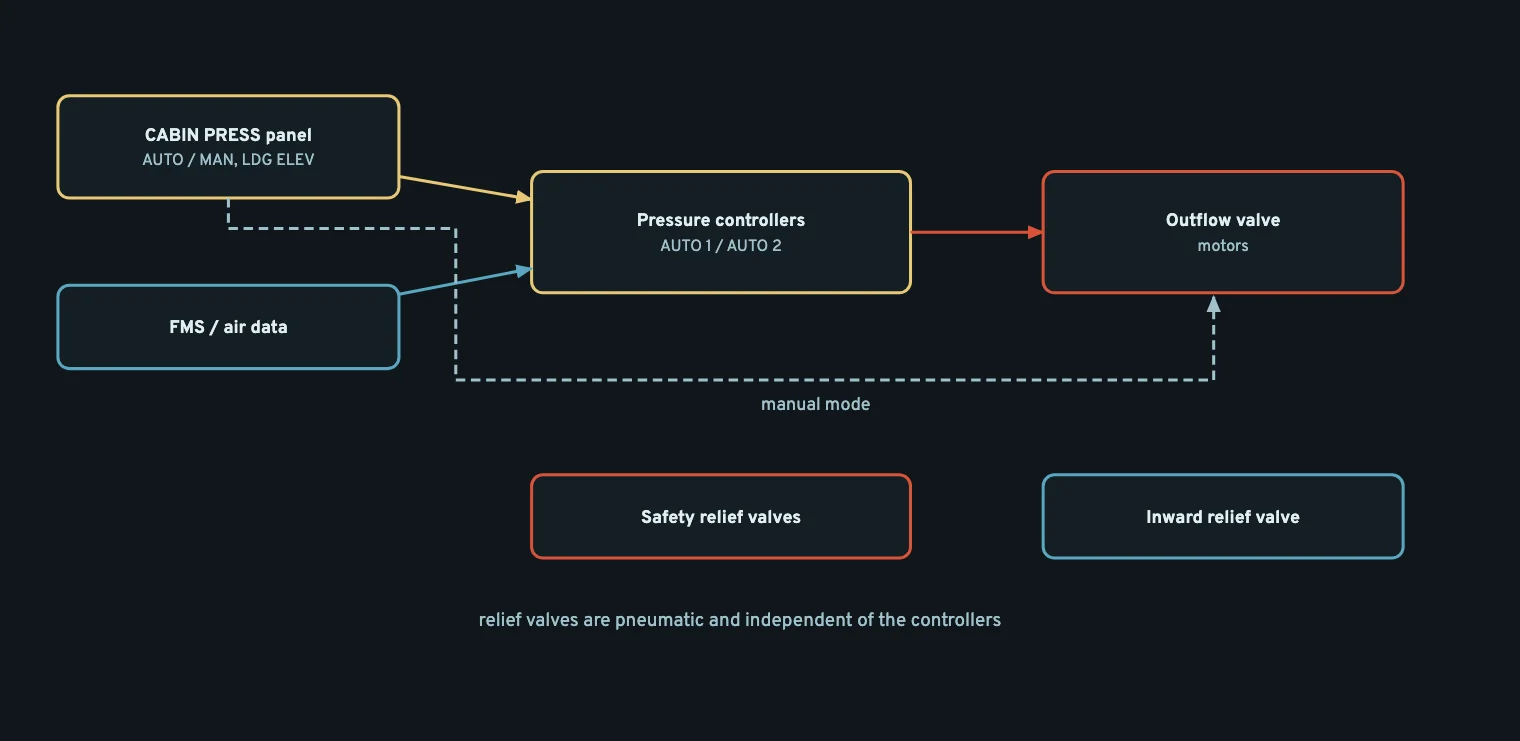 CABIN PRESS panel
AUTO / MAN, LDG ELEV
Pressure controllers
AUTO 1 / AUTO 2
Outflow valve
motors
FMS / air data
manual mode
Safety relief valves
Inward relief valve
relief valves are pneumatic and independent of the controllers